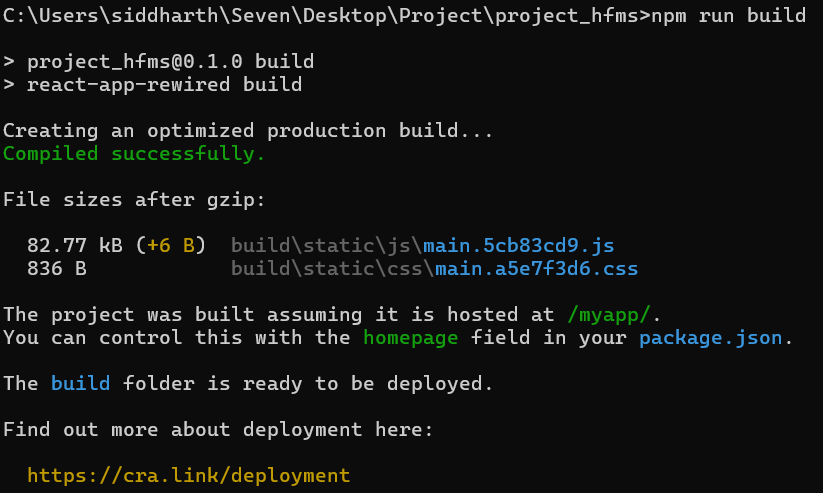 C:\Users\siddharth\Seven\Desktop\Project\project_hfms>npm run build
> project_hfms@0.1.0 build
> react-app-rewired build
Creating an optimized production build...
Compiled successfully.
File sizes after gzip:
82.77 kB (+6 B)  build\static\js\main.5cb83cd9.js
836 B            build\static\css\main.a5e7f3d6.css
The project was built assuming it is hosted at /myapp/.
You can control this with the homepage field in your package.json.
The build folder is ready to be deployed.
Find out more about deployment here:
https://cra.link/deployment